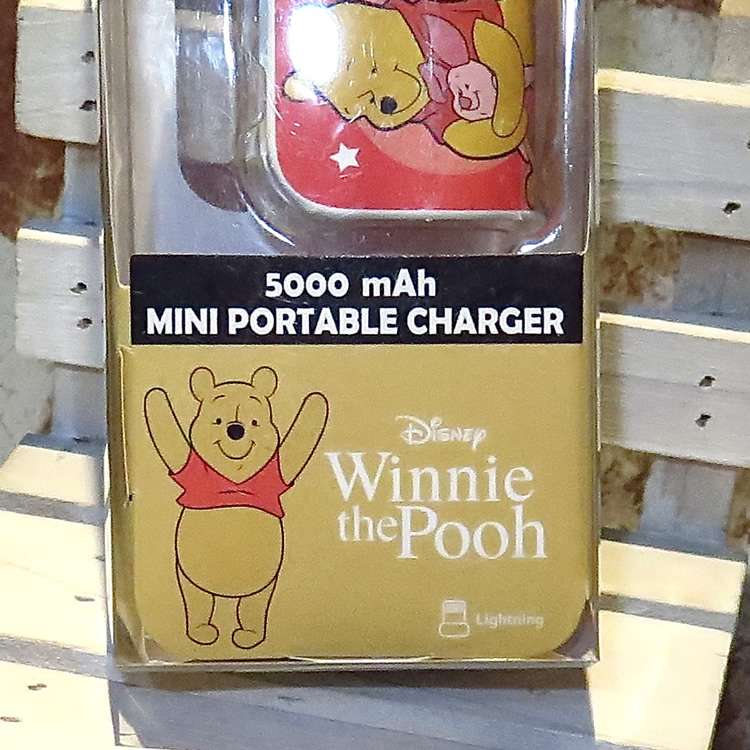 5000 mAh
MINI PORTABLE CHARGER
Disney
Winnie
the Pooh
Lightning